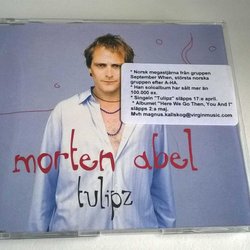 * Norsk megastjärna från gruppen
September When, största norska
gruppen efter A-HA.
* Han soloalbum har sålt mer än
100.000 ex.
* Singeln "Tulipz" släpps 17:e april.
* Albumet "Here We Go Then, You And I"
släpps 2:a maj.
Mvh magnus.kallskog@virginmusic.com
morten abel
tulipz